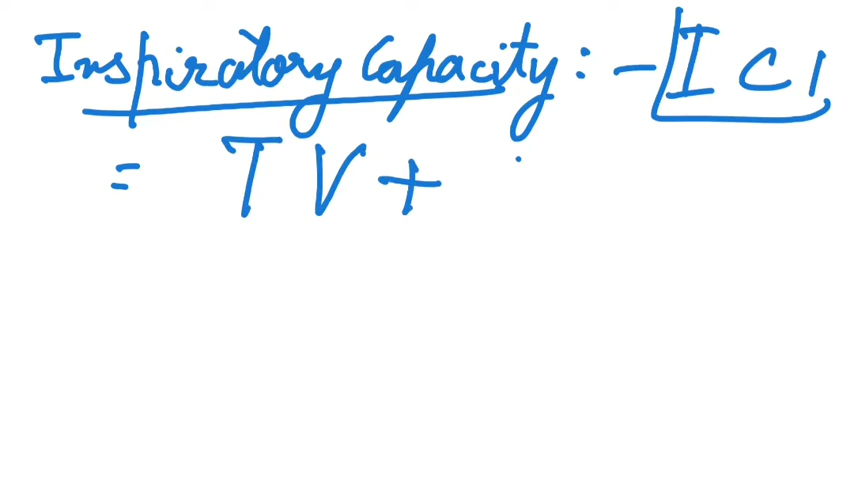 Inspiratory Capacity : - IC
= TV +